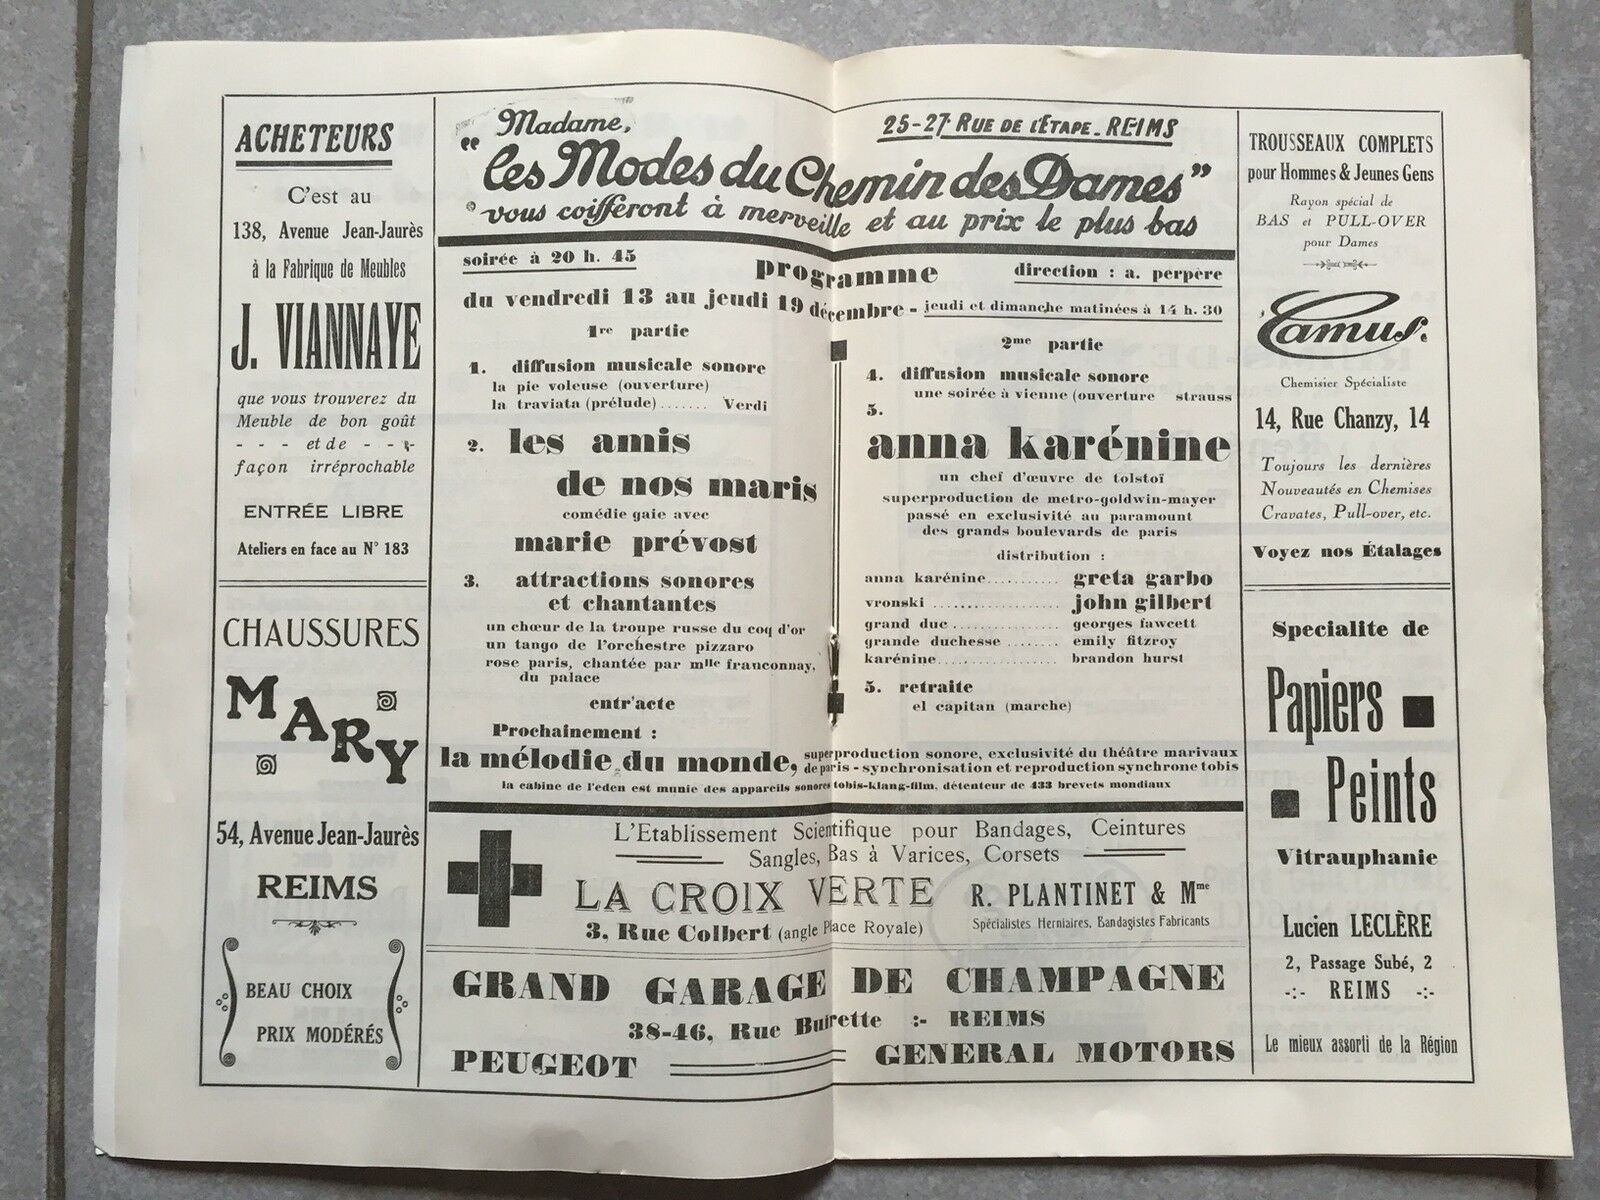 ACHETEURS
C'est au
138, Avenue Jean-Jaurès
à la Fabrique de Meubles
J. VIANNAYE
que vous trouverez du
Meuble de bon goût
- - - et de - - -
façon irréprochable
ENTRÉE LIBRE
Ateliers en face au N° 183
CHAUSSURES
MARY
54, Avenue Jean-Jaurès
REIMS
BEAU CHOIX
PRIX MODÉRÉS
Madame,
25-27 RUE DE L'ÉTAPE_REIMS
"les Modes du Chemin des Dames"
vous coifferont à merveille et au prix le plus bas
soirée à 20 h. 45
programme
direction : a. perpère
du vendredi 13 au jeudi 19 décembre - jeudi et dimanche matinées à 14 h. 30
1re partie
1. diffusion musicale sonore
la pie voleuse (ouverture)
la traviata (prélude)....... Verdi
2. les amis
de nos maris
comédie gaie avec
marie prévost
3. attractions sonores
et chantantes
un chœur de la troupe russe du coq d'or
un tango de l'orchestre pizzaro
rose paris, chantée par mlle franconnay,
du palace
entr'acte
2me partie
4. diffusion musicale sonore
une soirée à vienne (ouverture strauss
5.
anna karénine
un chef d'œuvre de tolstoï
superproduction de metro-goldwin-mayer
passé en exclusivité au paramount
des grands boulevards de paris
distribution :
anna karénine........... greta garbo
vronski .................... john gilbert
grand duc ................. georges fawcett
grande duchesse ........ emily fitzroy
karénine.................... brandon hurst
5. retraite
el capitan (marche)
Prochainement :
la mélodie du monde, superproduction sonore, exclusivité du théâtre marivaux
de paris - synchronisation et reproduction synchrone tobis
la cabine de l'eden est munie des appareils sonores tobis-klang-film, détenteur de 433 brevets mondiaux
L'Etablissement Scientifique pour Bandages, Ceintures
Sangles, Bas à Varices, Corsets
LA CROIX VERTE
R. PLANTINET & Mme
3, Rue Colbert (angle Place Royale)
Spécialistes Herniaires, Bandagistes Fabricants
GRAND GARAGE DE CHAMPAGNE
38-46, Rue Buirette :- REIMS
PEUGEOT
GENERAL MOTORS
TROUSSEAUX COMPLETS
pour Hommes & Jeunes Gens
Rayon spécial de
BAS et PULL-OVER
pour Dames
Camus.
Chemisier Spécialiste
14, Rue Chanzy, 14
Toujours les dernières
Nouveautés en Chemises
Cravates, Pull-over, etc.
Voyez nos Étalages
Specialite de
Papiers
Peints
Vitrauphanie
Lucien LECLÈRE
2, Passage Subé, 2
-:- REIMS -:-
Le mieux assorti de la Région